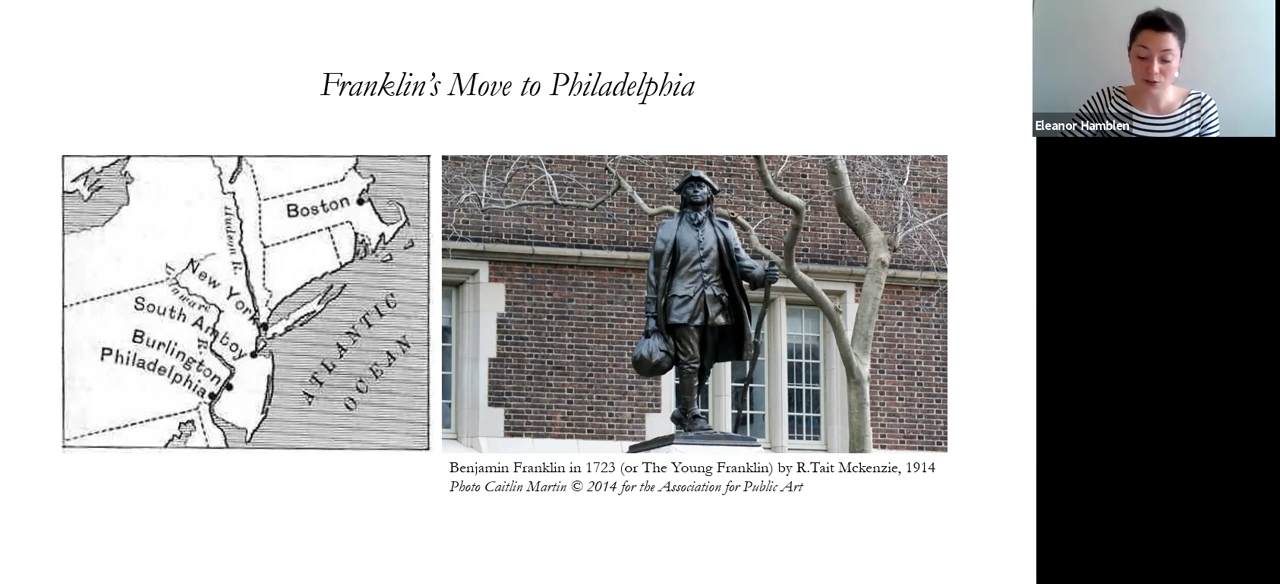 Franklin's Move to Philadelphia
Eleanor Hamblen
Boston
Hudson R.
New York
South Amboy
Burlington
Philadelphia
ATLANTIC
OCEAN
Benjamin Franklin in 1723 (or The Young Franklin) by R.Tait Mckenzie, 1914
Photo Caitlin Martin © 2014 for the Association for Public Art